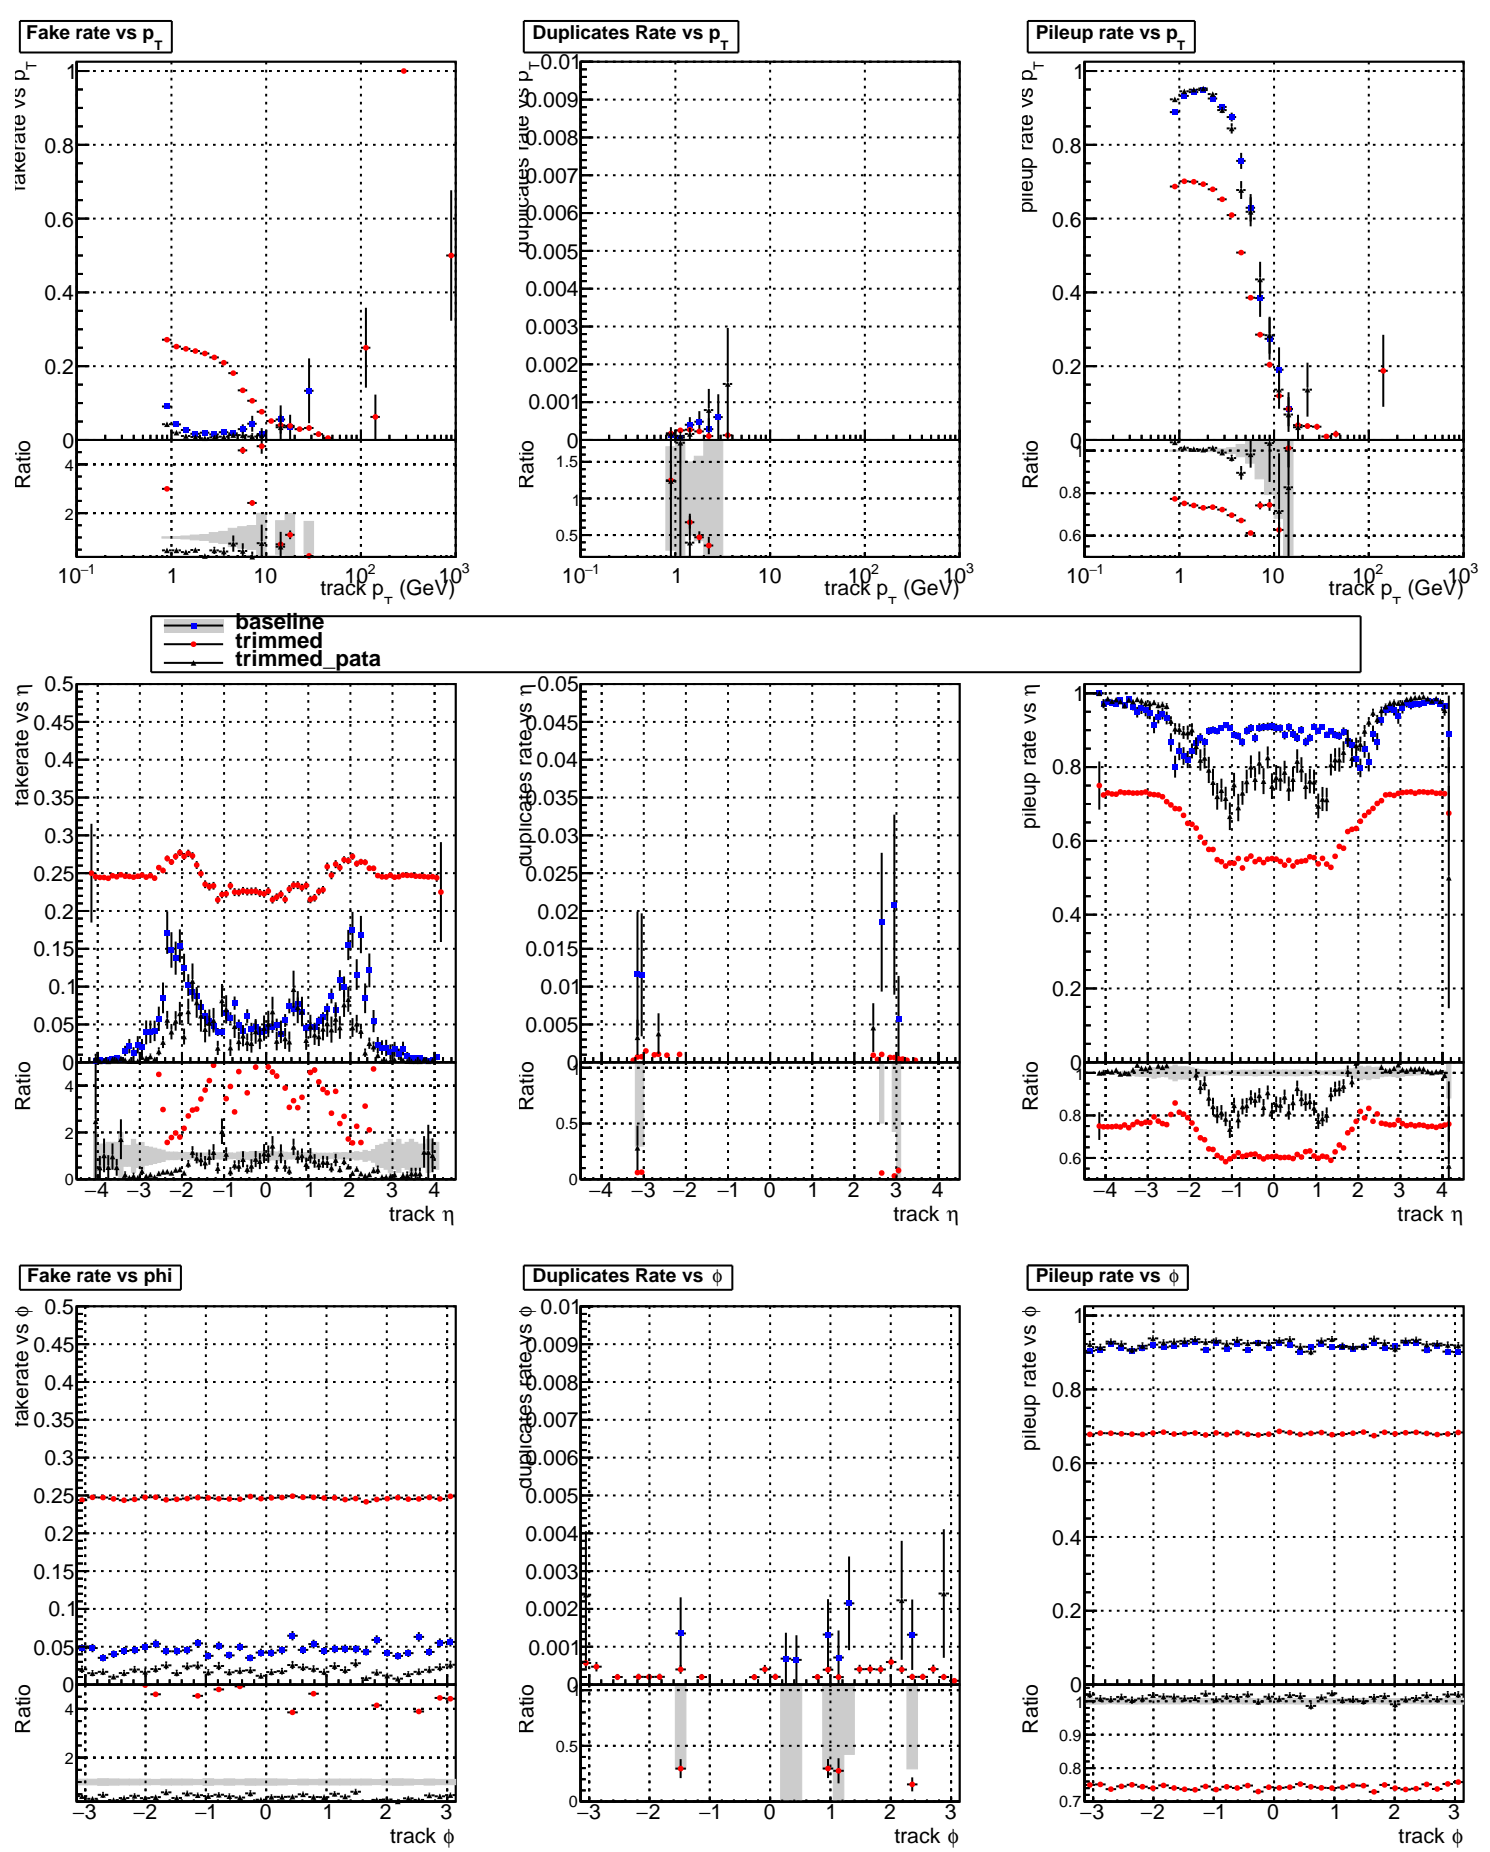 Fake rate vs p_T
Duplicates Rate vs p_T
Pileup rate vs p_T
fakerate vs p_T
1
0.8
0.6
0.4
0.2
0
Ratio
4
2
10⁻¹ 1 10 10² 10³
track p_T (GeV)
duplicates rate vs p_T
0.01
0.009
0.008
0.007
0.006
0.005
0.004
0.003
0.002
0.001
0
Ratio
1.5
1
0.5
10⁻¹ 1 10 10² 10³
track p_T (GeV)
pileup rate vs p_T
1
0.8
0.6
0.4
0.2
0
Ratio
1
0.8
0.6
10⁻¹ 1 10 10² 10³
track p_T (GeV)
baseline
trimmed
trimmed_pata
fakerate vs η
0.5
0.45
0.4
0.35
0.3
0.25
0.2
0.15
0.1
0.05
0
Ratio
4
2
0
−4 −3 −2 −1 0 1 2 3 4
track η
duplicates rate vs η
0.05
0.045
0.04
0.035
0.03
0.025
0.02
0.015
0.01
0.005
0
Ratio
1
0.5
0
−4 −3 −2 −1 0 1 2 3 4
track η
pileup rate vs η
1
0.8
0.6
0.4
0.2
0
Ratio
1
0.8
0.6
−4 −3 −2 −1 0 1 2 3 4
track η
Fake rate vs phi
Duplicates Rate vs ϕ
Pileup rate vs ϕ
fakerate vs ϕ
0.5
0.45
0.4
0.35
0.3
0.25
0.2
0.15
0.1
0.05
0
Ratio
4
2
−3 −2 −1 0 1 2 3
track ϕ
duplicates rate vs ϕ
0.01
0.009
0.008
0.007
0.006
0.005
0.004
0.003
0.002
0.001
0
Ratio
1
0.5
0
−3 −2 −1 0 1 2 3
track ϕ
pileup rate vs ϕ
1
0.8
0.6
0.4
0.2
0
Ratio
1
0.9
0.8
0.7
−3 −2 −1 0 1 2 3
track ϕ